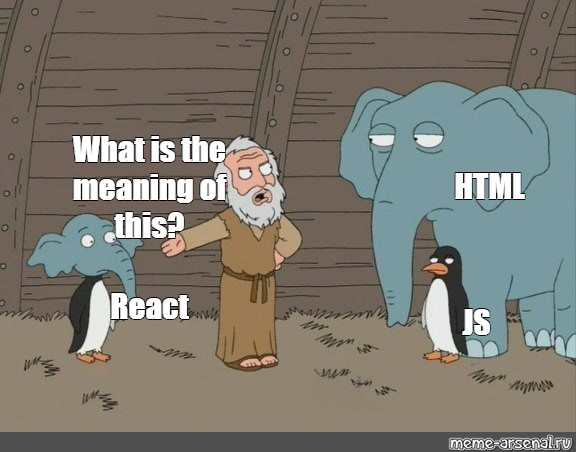 What is the
meaning of
this?
HTML
React
JS
meme-arsenal.ru